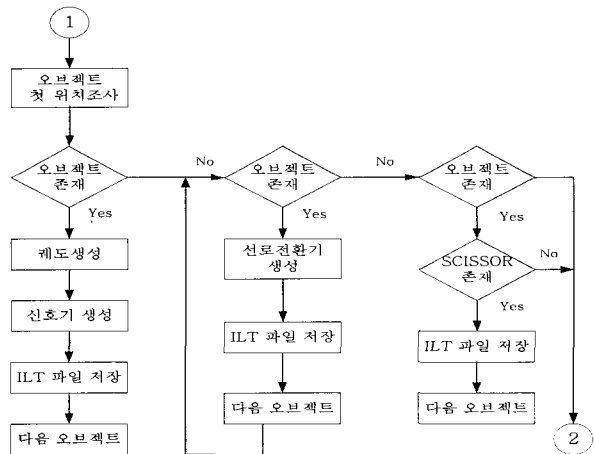 1
오브젝트
첫 위치조사
오브젝트
존재
No
Yes
궤도생성
신호기 생성
ILT 파일 저장
다음 오브젝트
오브젝트
존재
No
Yes
선로전환기
생성
ILT 파일 저장
다음 오브젝트
오브젝트
존재
Yes
SCISSOR
존재
No
Yes
ILT 파일 저장
다음 오브젝트
2